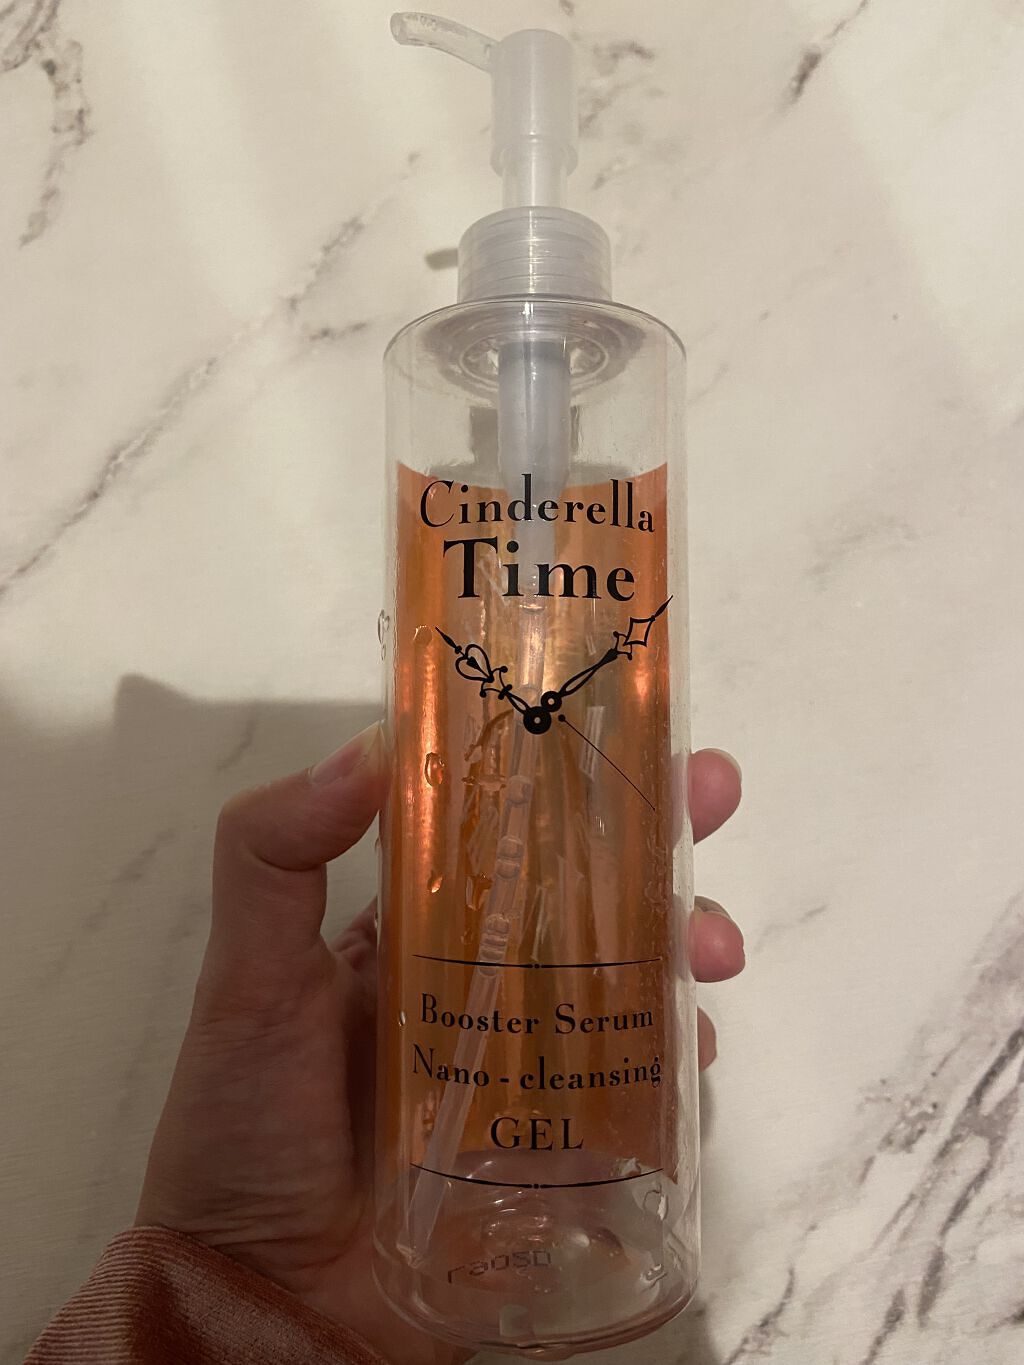 Cinderella
Time
Booster Serum
Nano - cleansing
GEL